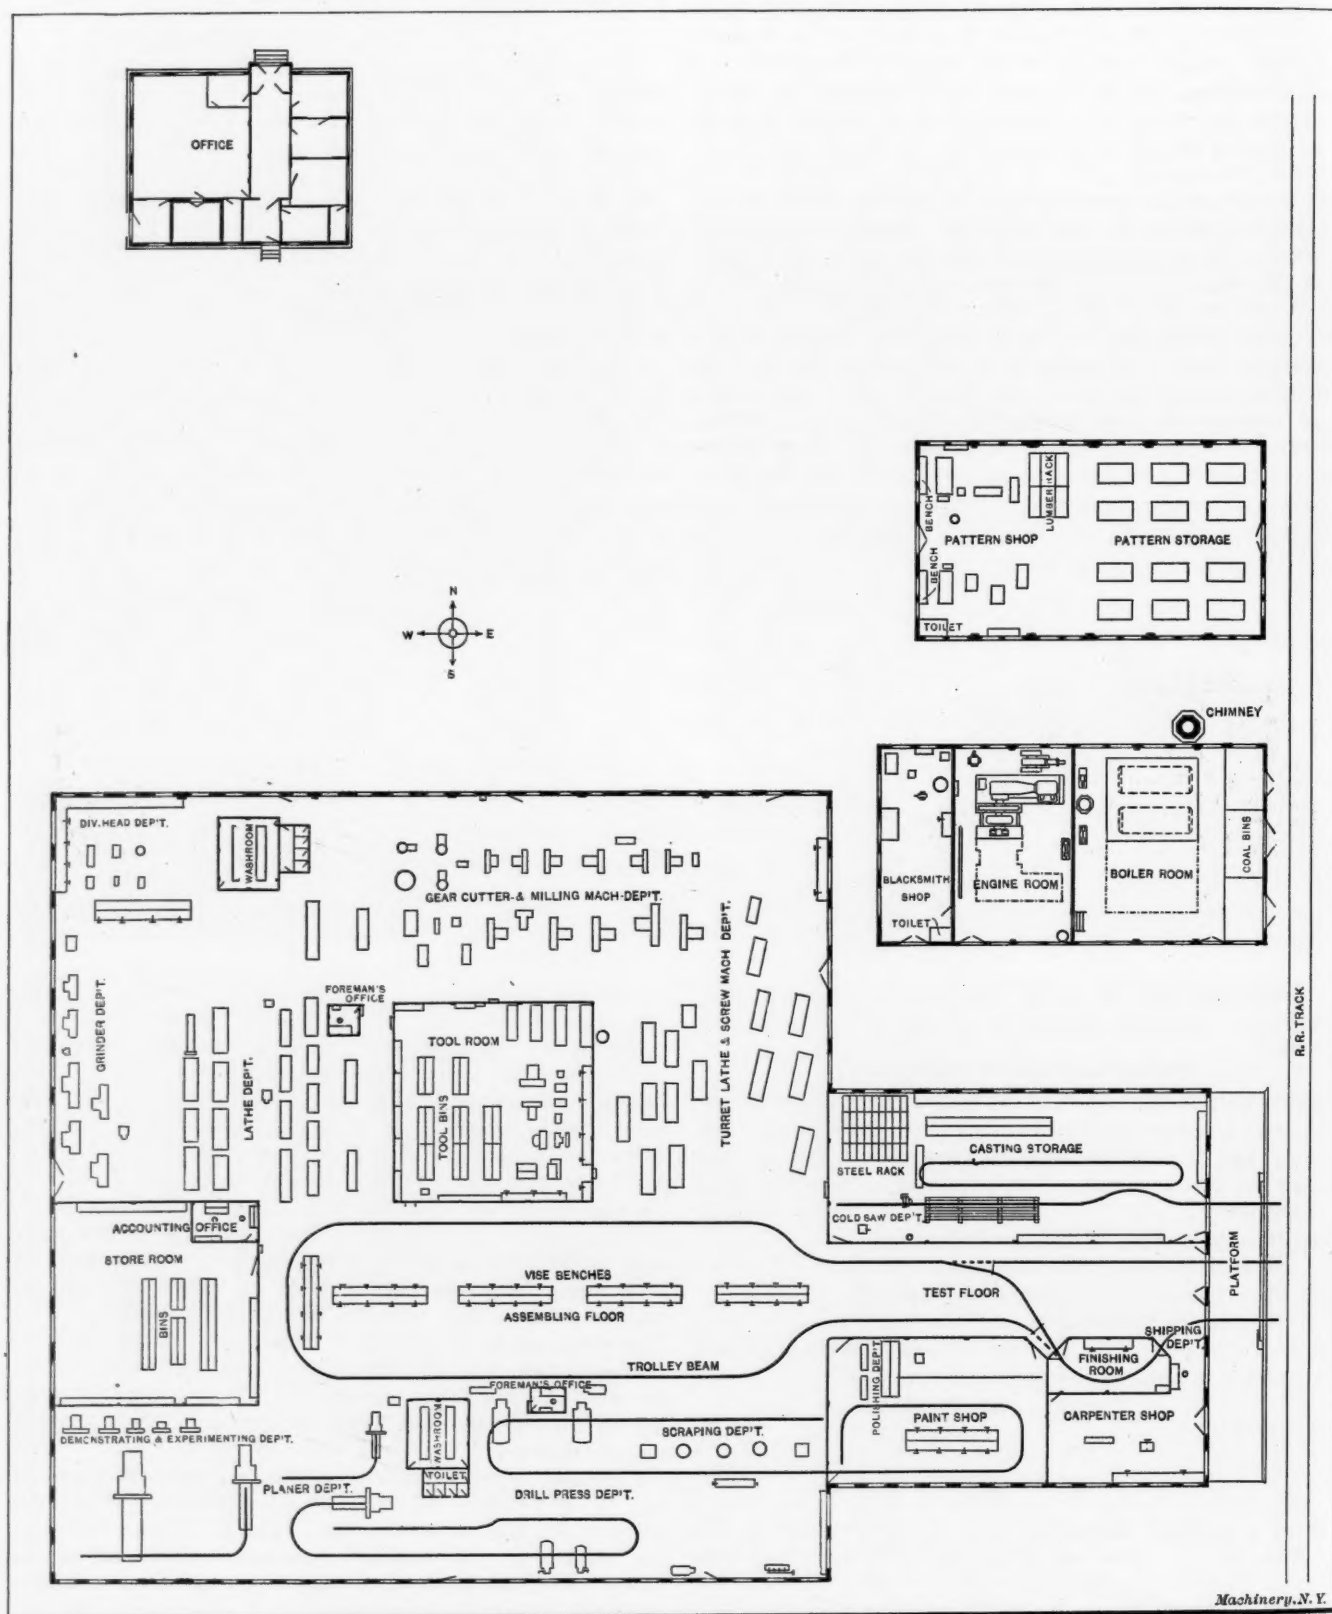 OFFICE
LUMBER RACK
BENCH
PATTERN SHOP
PATTERN STORAGE
BENCH
TOILET
N
W
E
S
CHIMNEY
DIV. HEAD DEP'T.
WASHROOM
GEAR CUTTER-& MILLING MACH-DEP'T.
BLACKSMITH
SHOP
TOILET
ENGINE ROOM
BOILER ROOM
COAL BINS
GRINDER DEP'T.
FOREMAN'S
OFFICE
LATHE DEP'T.
TOOL ROOM
TOOL BINS
TURRET LATHE & SCREW MACH DEP'T.
R.R. TRACK
STEEL RACK
CASTING STORAGE
COLD SAW DEP'T.
ACCOUNTING OFFICE
STORE ROOM
BINS
VISE BENCHES
ASSEMBLING FLOOR
TEST FLOOR
PLATFORM
TROLLEY BEAM
SHIPPING
DEP'T.
FINISHING
ROOM
FOREMAN'S OFFICE
POLISHING DEP'T
WASHROOM
SCRAPING DEP'T.
PAINT SHOP
CARPENTER SHOP
DEMONSTRATING & EXPERIMENTING DEP'T.
TOILET
PLANER DEP'T.
DRILL PRESS DEP'T.
Machinery, N.Y.